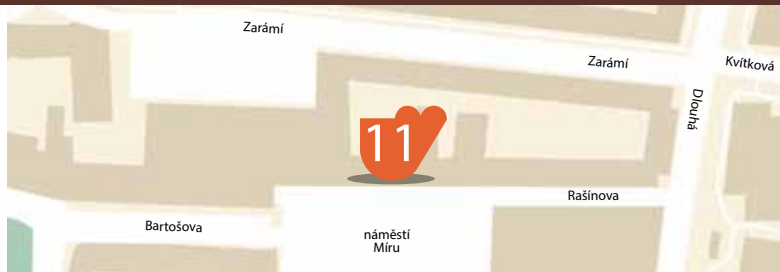 Zarámí
Zarámí
Kvítková
Dlouhá
11
Rašínova
Bartošova
náměstí
Míru